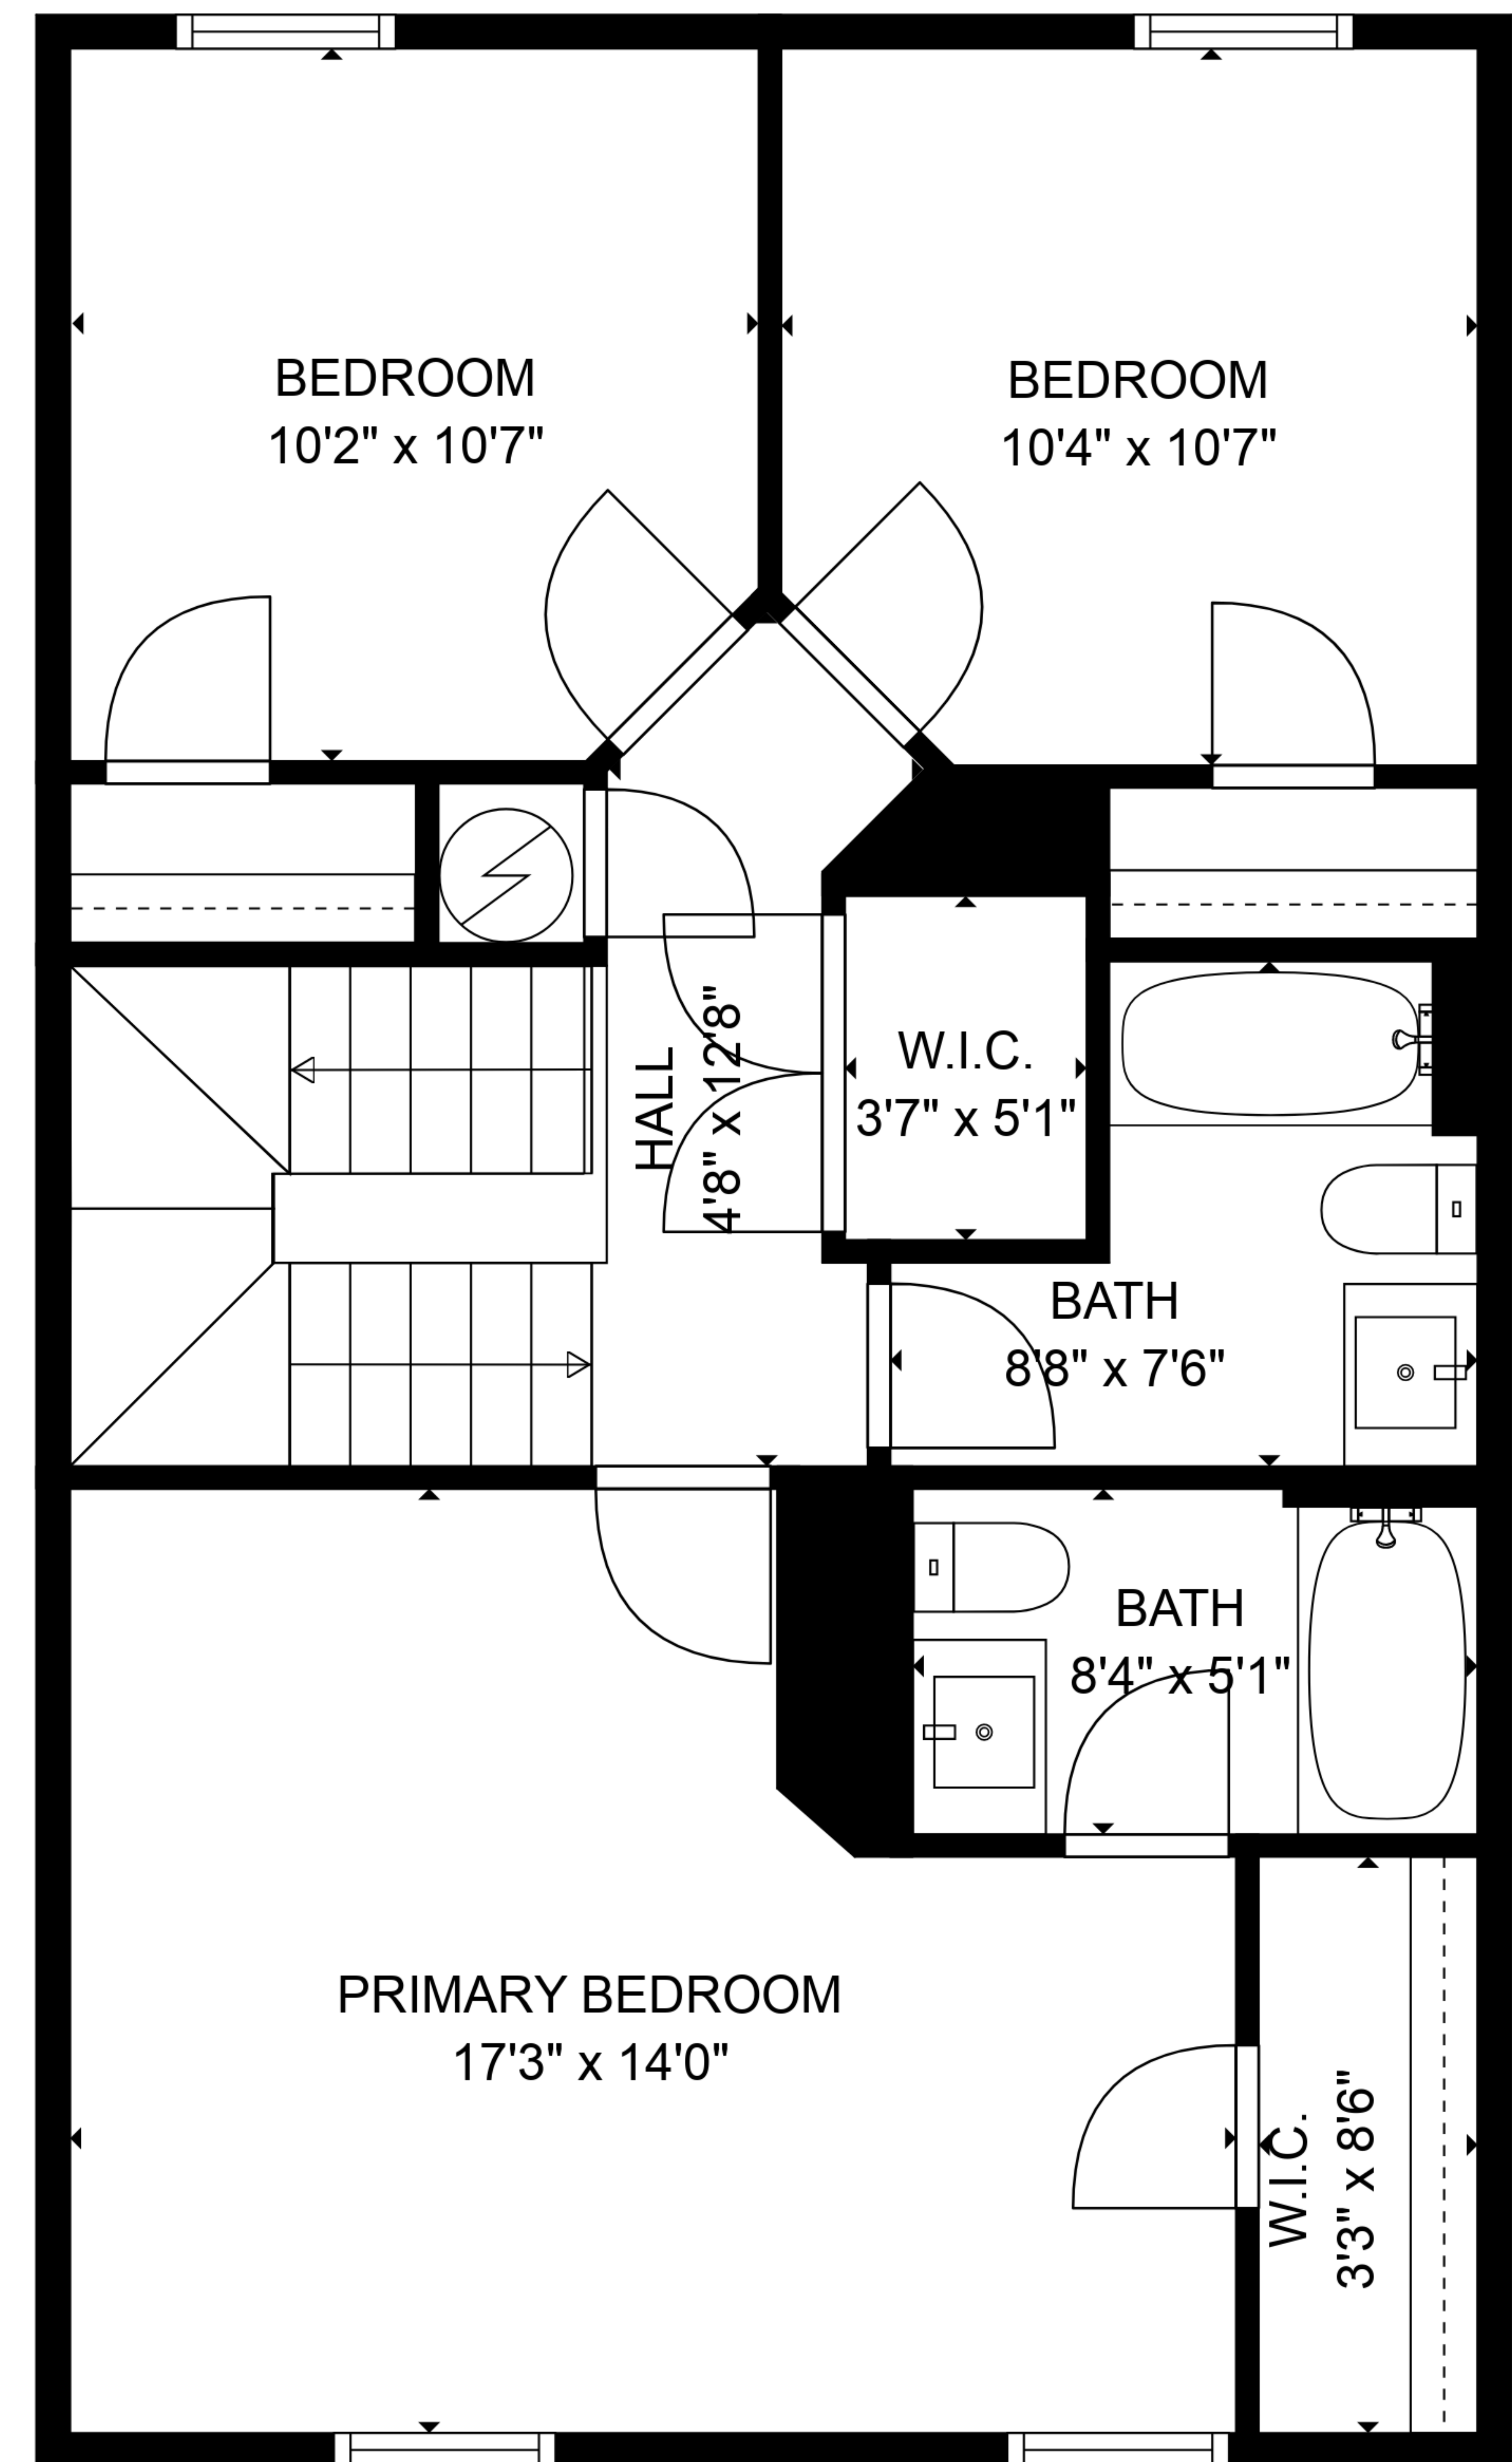 BEDROOM
10'2" x 10'7"
BEDROOM
10'4" x 10'7"
HALL
4'8" x 12'8"
W.I.C.
3'7" x 5'1"
BATH
8'8" x 7'6"
BATH
8'4" x 5'1"
PRIMARY BEDROOM
17'3" x 14'0"
W.I.C.
3'3" x 8'6"